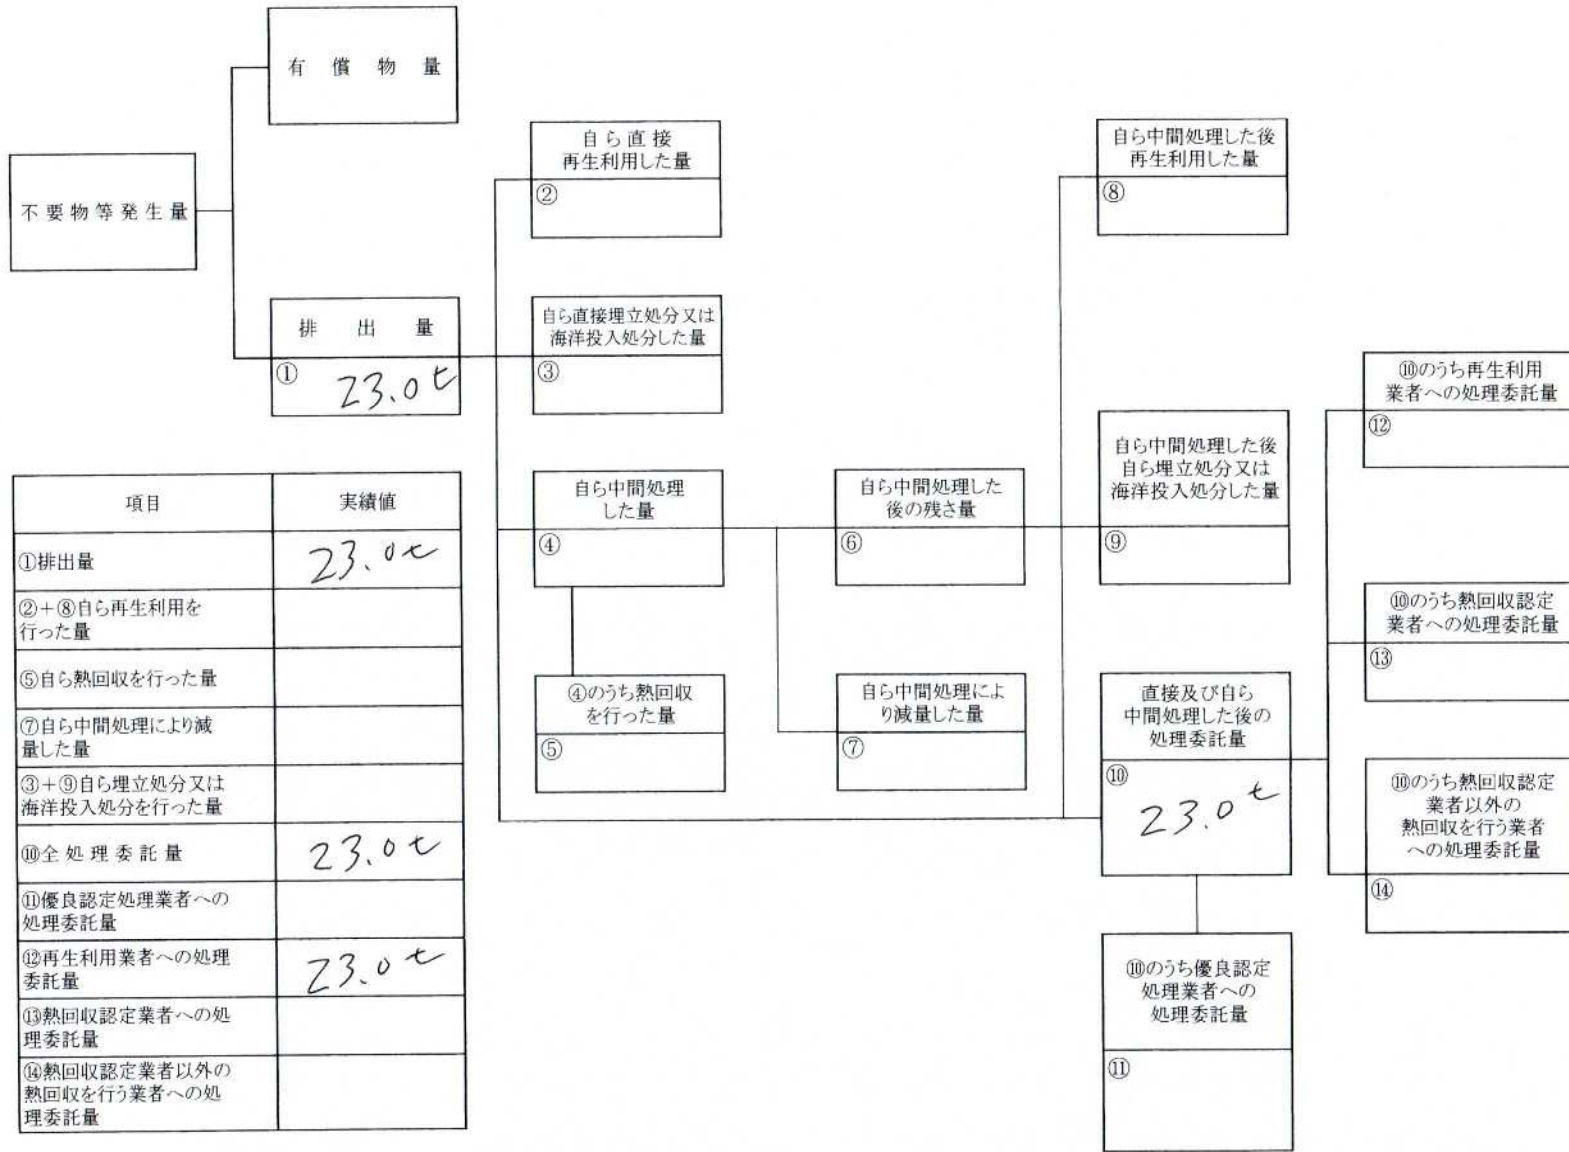 有償物量
不要物等発生量
排出量
①
23.0t
自ら直接
再生利用した量
②
自ら直接埋立処分又は
海洋投入処分した量
③
自ら中間処理
した量
④
④のうち熱回収
を行った量
⑤
自ら中間処理した
後の残さ量
⑥
自ら中間処理によ
り減量した量
⑦
自ら中間処理した後
再生利用した量
⑧
自ら中間処理した後
自ら埋立処分又は
海洋投入処分した量
⑨
直接及び自ら
中間処理した後の
処理委託量
⑩
23.0t
⑩のうち優良認定
処理業者への
処理委託量
⑪
⑩のうち再生利用
業者への処理委託量
⑫
⑩のうち熱回収認定
業者への処理委託量
⑬
⑩のうち熱回収認定
業者以外の
熱回収を行う業者
への処理委託量
⑭
項目 実績値
①排出量 23.0t
②+⑧自ら再生利用を
行った量
⑤自ら熱回収を行った量
⑦自ら中間処理により減
量した量
③+⑨自ら埋立処分又は
海洋投入処分を行った量
⑩全処理委託量 23.0t
⑪優良認定処理業者への
処理委託量
⑫再生利用業者への処理
委託量 23.0t
⑬熱回収認定業者への処
理委託量
⑭熱回収認定業者以外の
熱回収を行う業者への処
理委託量